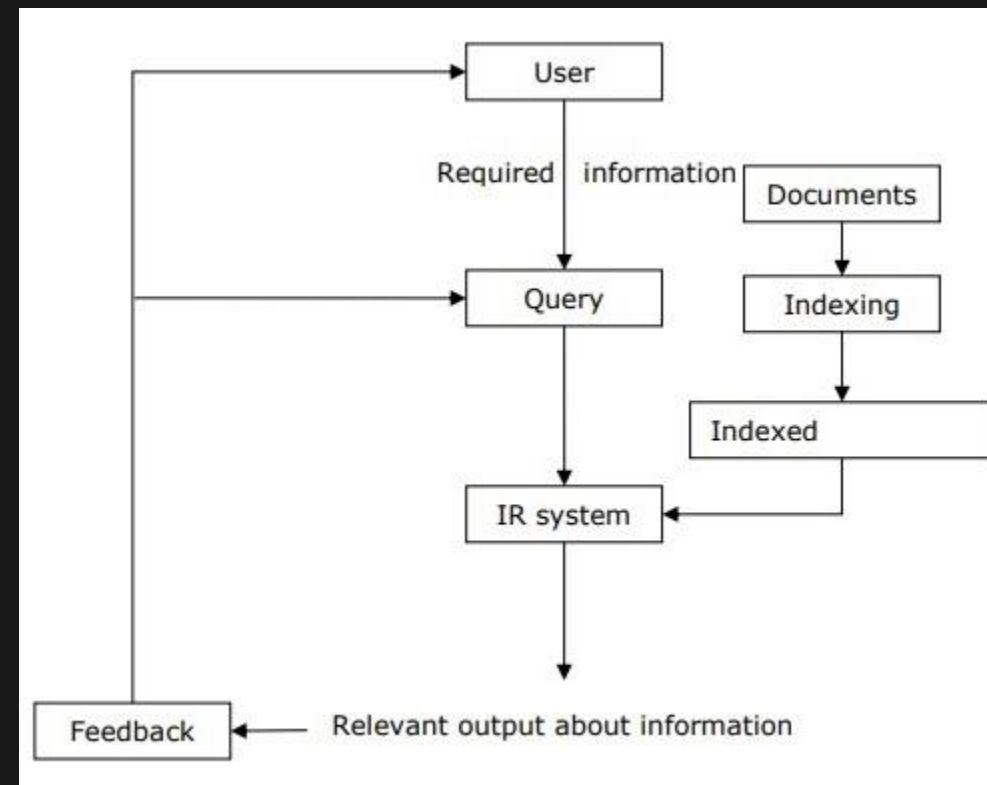 User
Required information
Documents
Query
Indexing
Indexed
IR system
Feedback
Relevant output about information